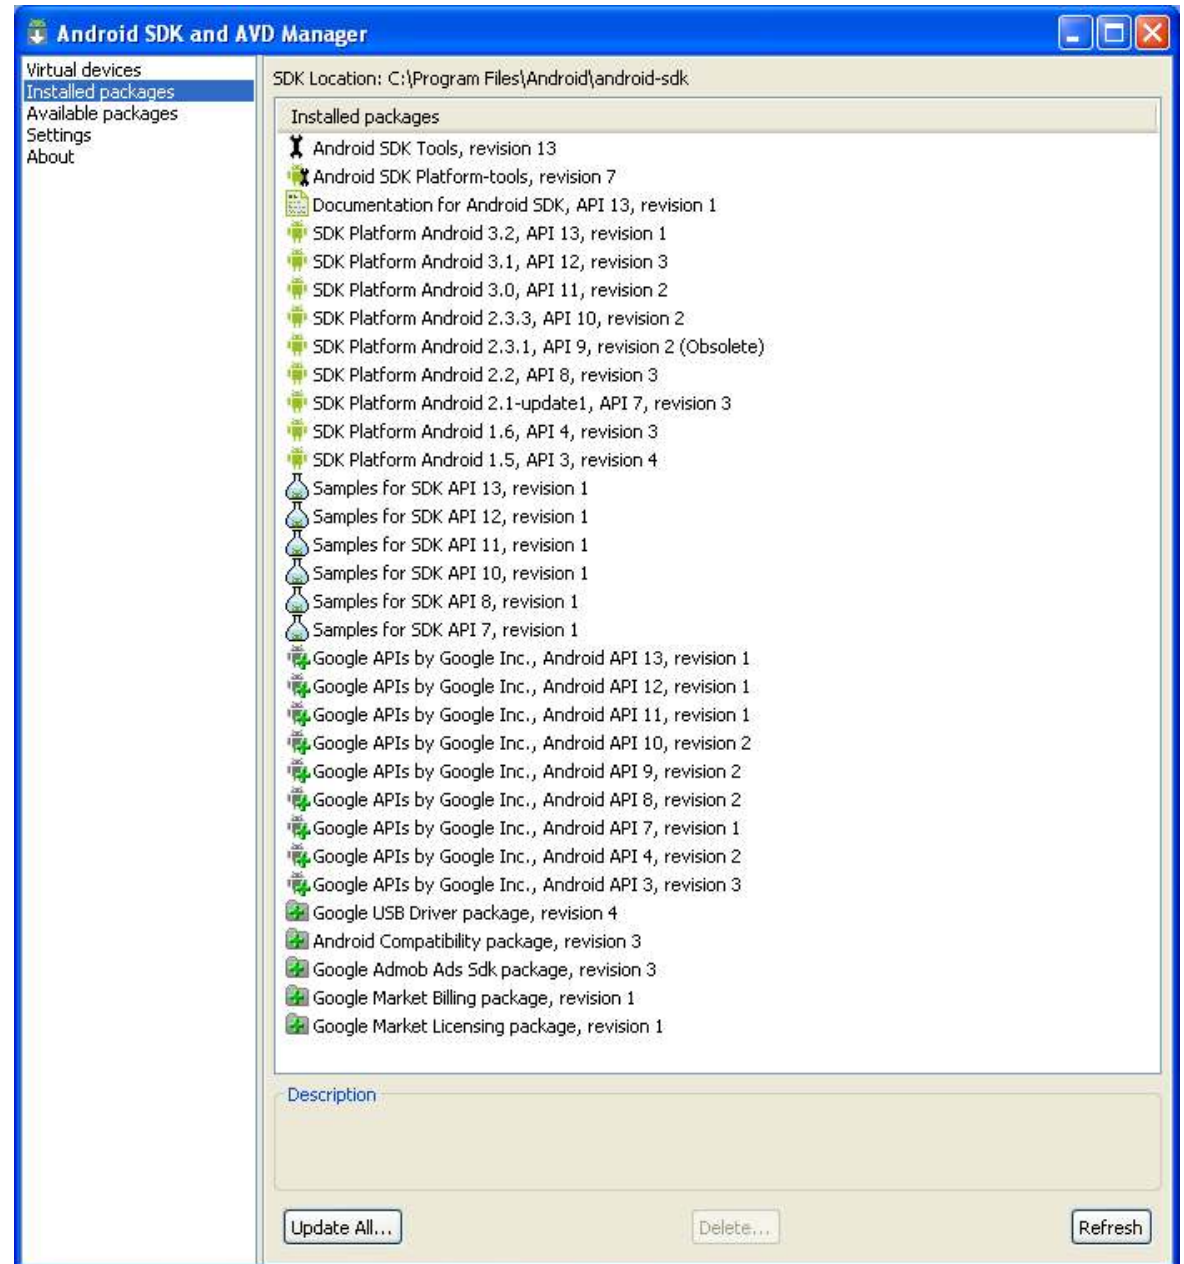 Android SDK and AVD Manager
Virtual devices
Installed packages
Available packages
Settings
About
SDK Location: C:\Program Files\Android\android-sdk
Installed packages
Android SDK Tools, revision 13
Android SDK Platform-tools, revision 7
Documentation for Android SDK, API 13, revision 1
SDK Platform Android 3.2, API 13, revision 1
SDK Platform Android 3.1, API 12, revision 3
SDK Platform Android 3.0, API 11, revision 2
SDK Platform Android 2.3.3, API 10, revision 2
SDK Platform Android 2.3.1, API 9, revision 2 (Obsolete)
SDK Platform Android 2.2, API 8, revision 3
SDK Platform Android 2.1-update1, API 7, revision 3
SDK Platform Android 1.6, API 4, revision 3
SDK Platform Android 1.5, API 3, revision 4
Samples for SDK API 13, revision 1
Samples for SDK API 12, revision 1
Samples for SDK API 11, revision 1
Samples for SDK API 10, revision 1
Samples for SDK API 8, revision 1
Samples for SDK API 7, revision 1
Google APIs by Google Inc., Android API 13, revision 1
Google APIs by Google Inc., Android API 12, revision 1
Google APIs by Google Inc., Android API 11, revision 1
Google APIs by Google Inc., Android API 10, revision 2
Google APIs by Google Inc., Android API 9, revision 2
Google APIs by Google Inc., Android API 8, revision 2
Google APIs by Google Inc., Android API 7, revision 1
Google APIs by Google Inc., Android API 4, revision 2
Google APIs by Google Inc., Android API 3, revision 3
Google USB Driver package, revision 4
Android Compatibility package, revision 3
Google Admob Ads Sdk package, revision 3
Google Market Billing package, revision 1
Google Market Licensing package, revision 1
Description
Update All...
Delete...
Refresh